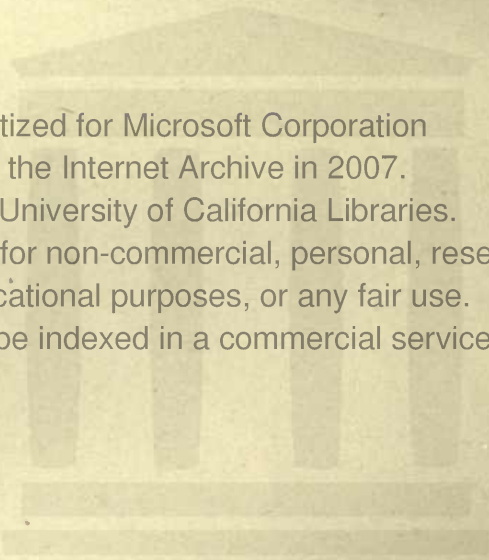 tized for Microsoft Corporation
the Internet Archive in 2007.
University of California Libraries.
for non-commercial, personal, rese
cational purposes, or any fair use.
be indexed in a commercial service